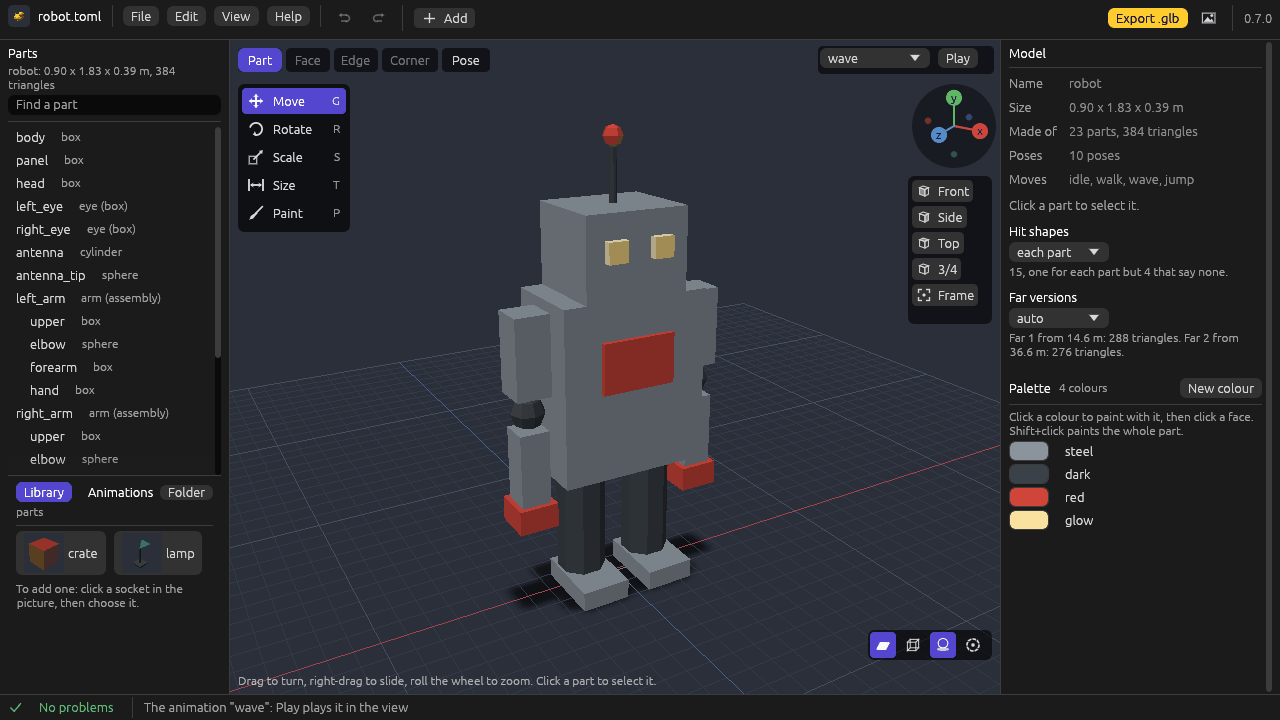 robot.toml File Edit View Help + Add Export .glb 0.7.0
Parts
robot: 0.90 x 1.83 x 0.39 m, 384
triangles
Find a part
body box
panel box
head box
left_eye eye (box)
right_eye eye (box)
antenna cylinder
antenna_tip sphere
left_arm arm (assembly)
upper box
elbow sphere
forearm box
hand box
right_arm arm (assembly)
upper box
elbow sphere
Library Animations Folder
parts
crate lamp
To add one: click a socket in the
picture, then choose it.
Part Face Edge Corner Pose
Move G
Rotate R
Scale S
Size T
Paint P
wave Play
y
x
z
Front
Side
Top
3/4
Frame
Drag to turn, right-drag to slide, roll the wheel to zoom. Click a part to select it.
Model
Name robot
Size 0.90 x 1.83 x 0.39 m
Made of 23 parts, 384 triangles
Poses 10 poses
Moves idle, walk, wave, jump
Click a part to select it.
Hit shapes
each part
15, one for each part but 4 that say none.
Far versions
auto
Far 1 from 14.6 m: 288 triangles. Far 2 from
36.6 m: 276 triangles.
Palette 4 colours New colour
Click a colour to paint with it, then click a face.
Shift+click paints the whole part.
steel
dark
red
glow
No problems The animation "wave": Play plays it in the view